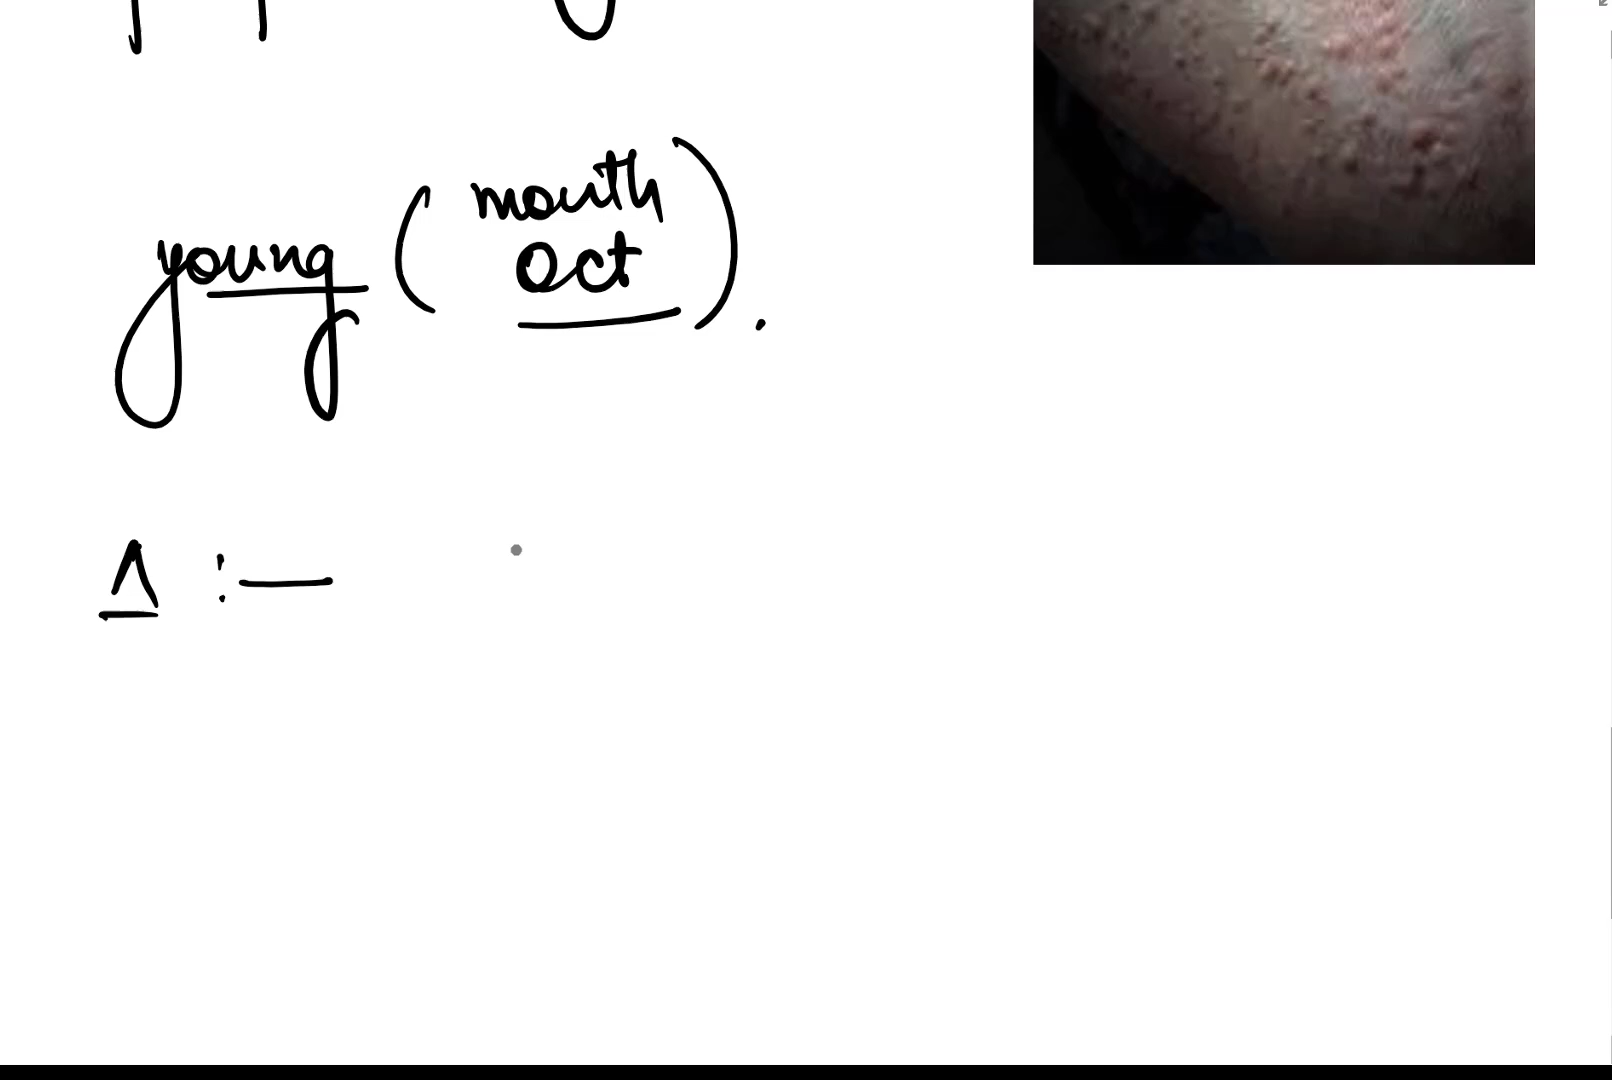 mouth
young ( Oct ) .
Δ :—